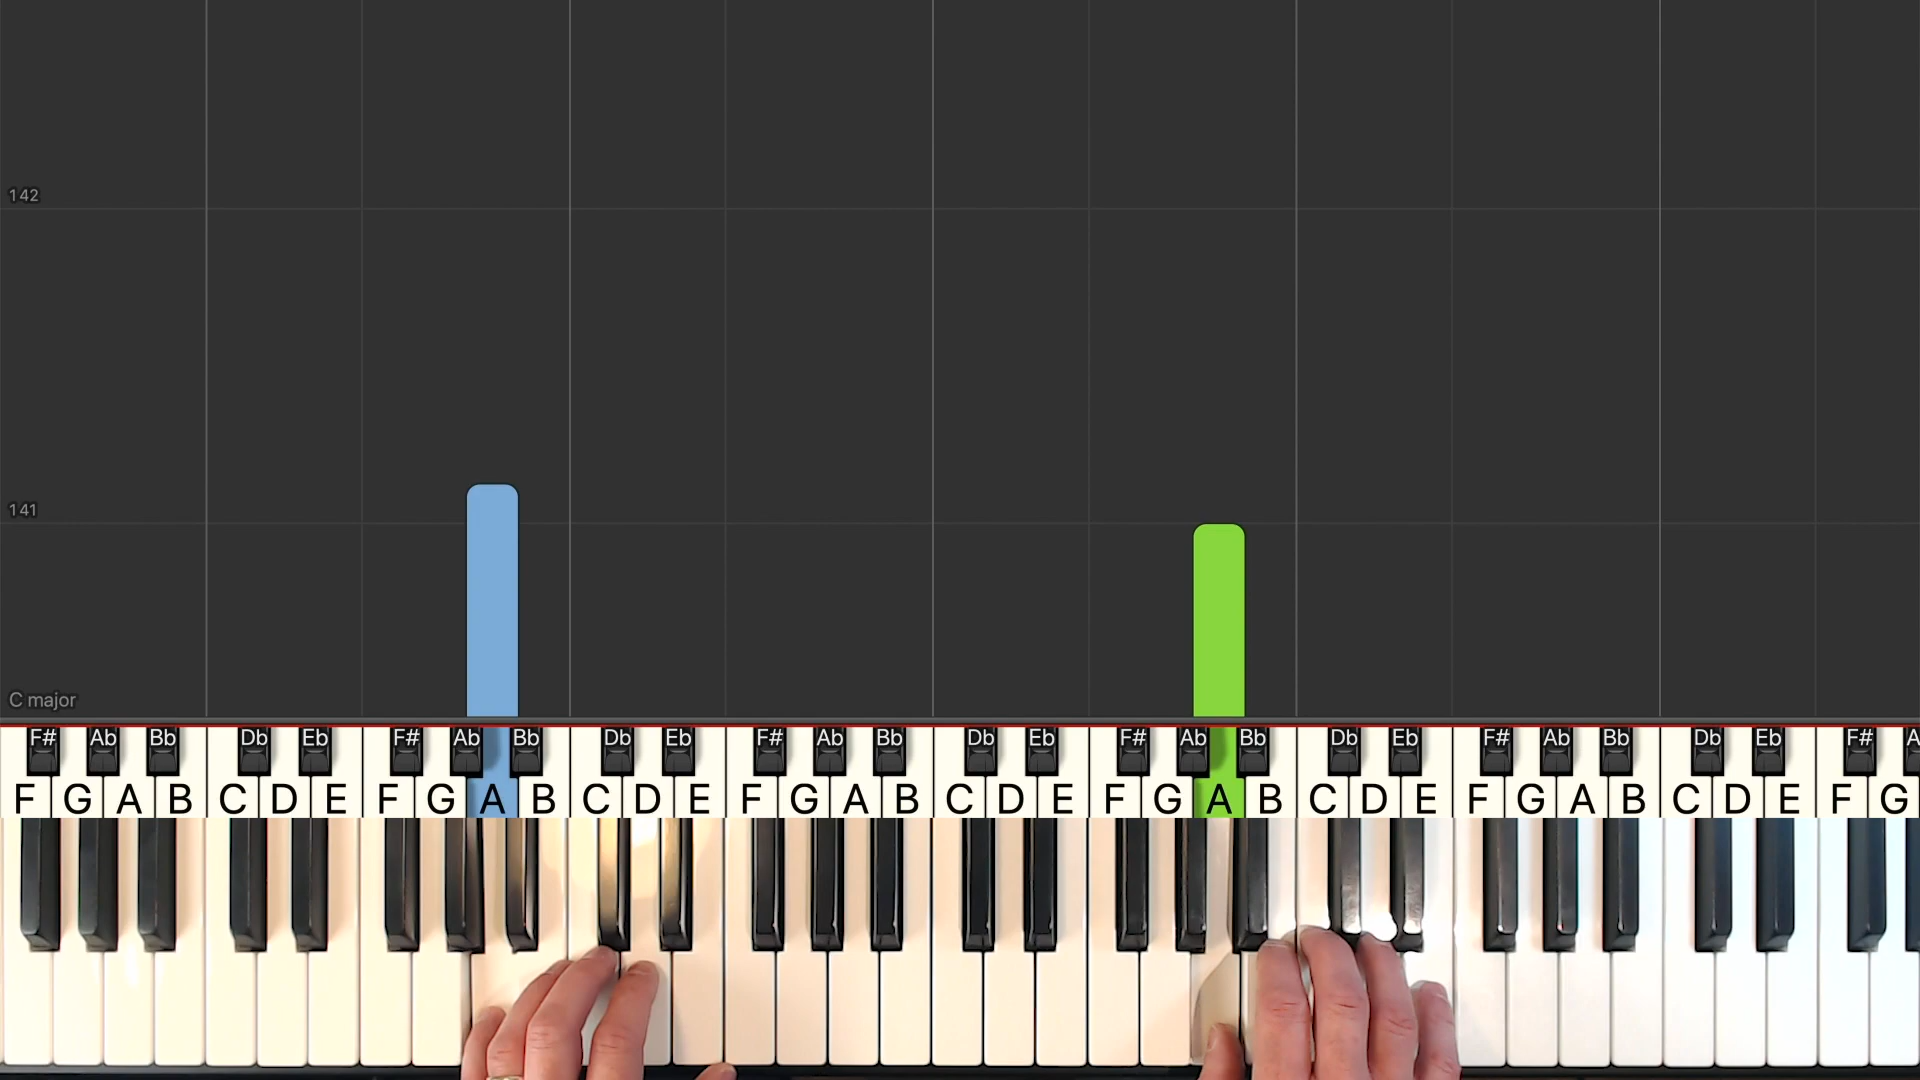 142
141
C major
F# Ab Bb Db Eb F# Ab Bb Db Eb F# Ab Bb Db Eb F# Ab Bb Db Eb F# Ab Bb Db Eb F# A
F G A B C D E F G A B C D E F G A B C D E F G A B C D E F G A B C D E F G